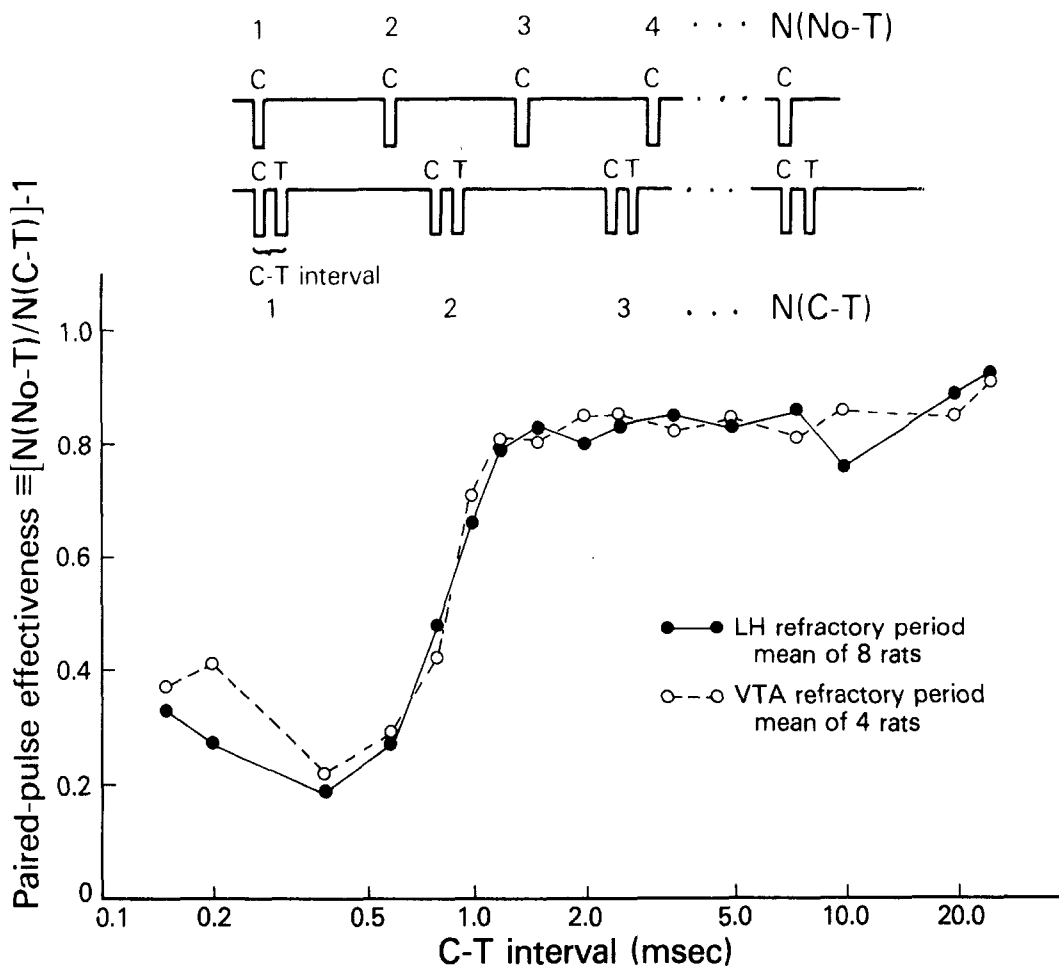 1 2 3 4 · · · N(No-T)
C C C C C
C T C T C T C T
C-T interval
1 2 3 · · · N(C-T)
Paired-pulse effectiveness ≡[N(No-T)/N(C-T)]-1
1.0
0.8
0.6
0.4
0.2
0
LH refractory period
mean of 8 rats
VTA refractory period
mean of 4 rats
0.1 0.2 0.5 1.0 2.0 5.0 10.0 20.0
C-T interval (msec)